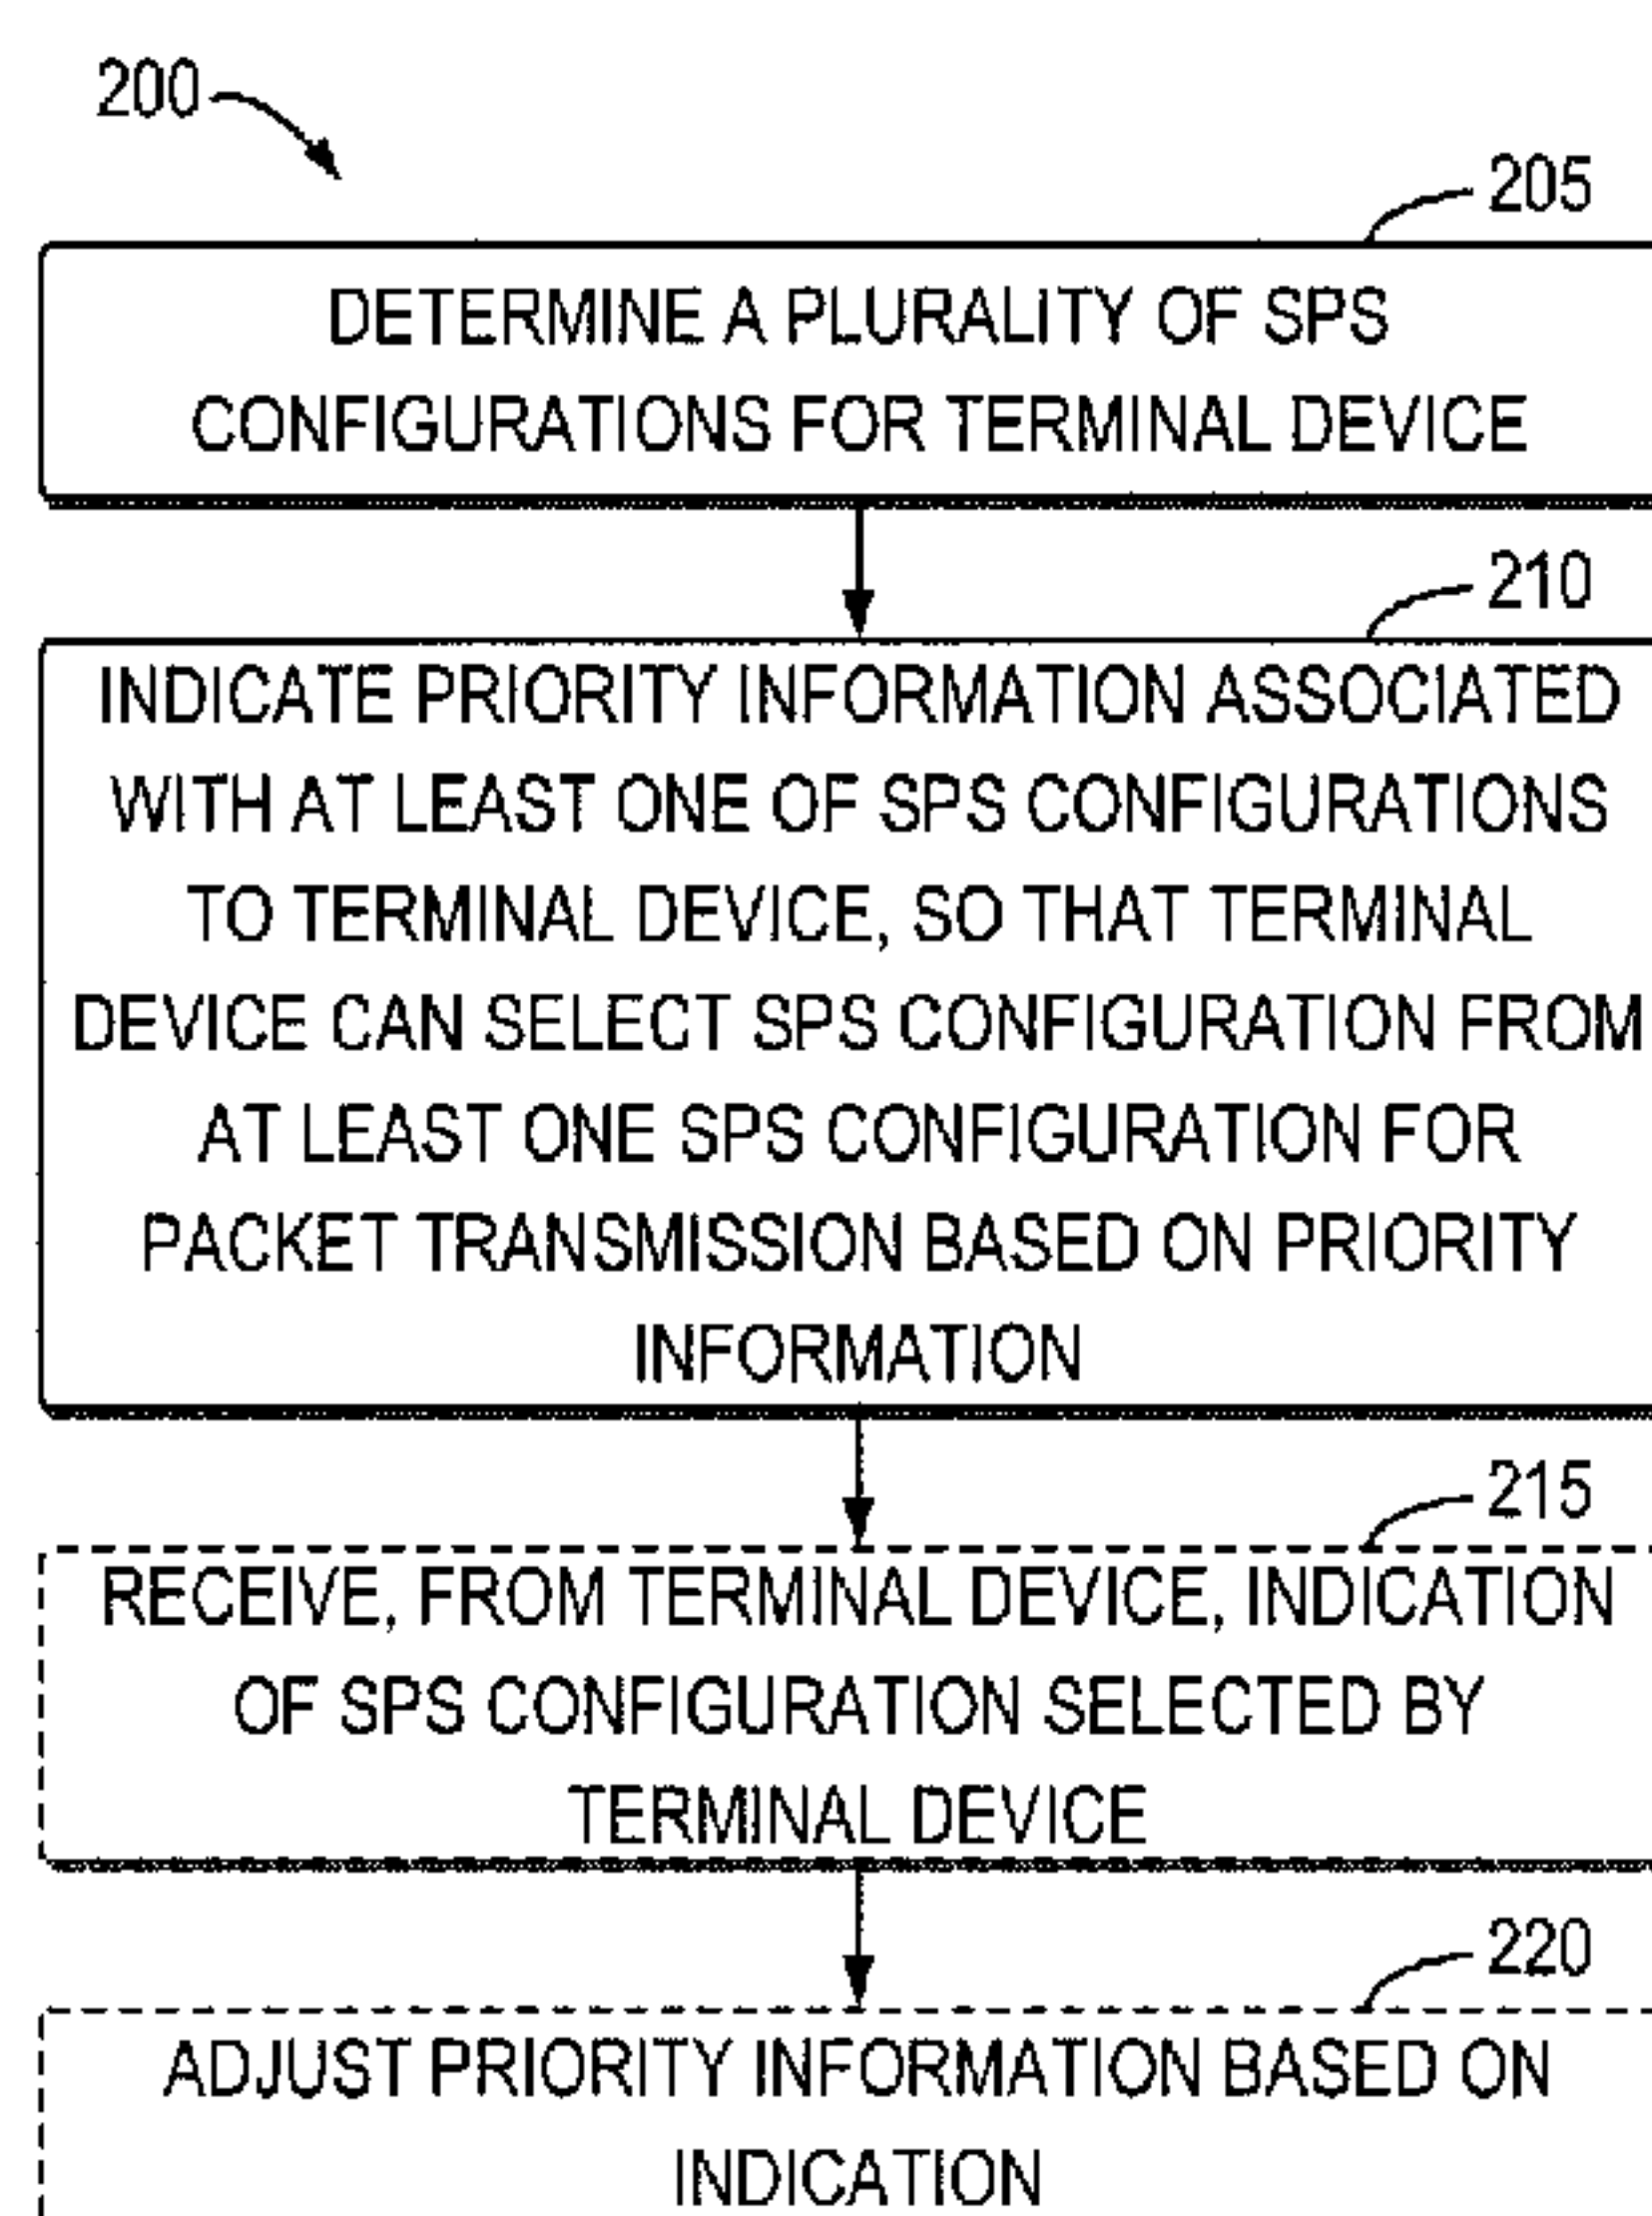 200
205
DETERMINE A PLURALITY OF SPS
CONFIGURATIONS FOR TERMINAL DEVICE
210
INDICATE PRIORITY INFORMATION ASSOCIATED
WITH AT LEAST ONE OF SPS CONFIGURATIONS
TO TERMINAL DEVICE, SO THAT TERMINAL
DEVICE CAN SELECT SPS CONFIGURATION FROM
AT LEAST ONE SPS CONFIGURATION FOR
PACKET TRANSMISSION BASED ON PRIORITY
INFORMATION
215
RECEIVE, FROM TERMINAL DEVICE, INDICATION
OF SPS CONFIGURATION SELECTED BY
TERMINAL DEVICE
220
ADJUST PRIORITY INFORMATION BASED ON
INDICATION